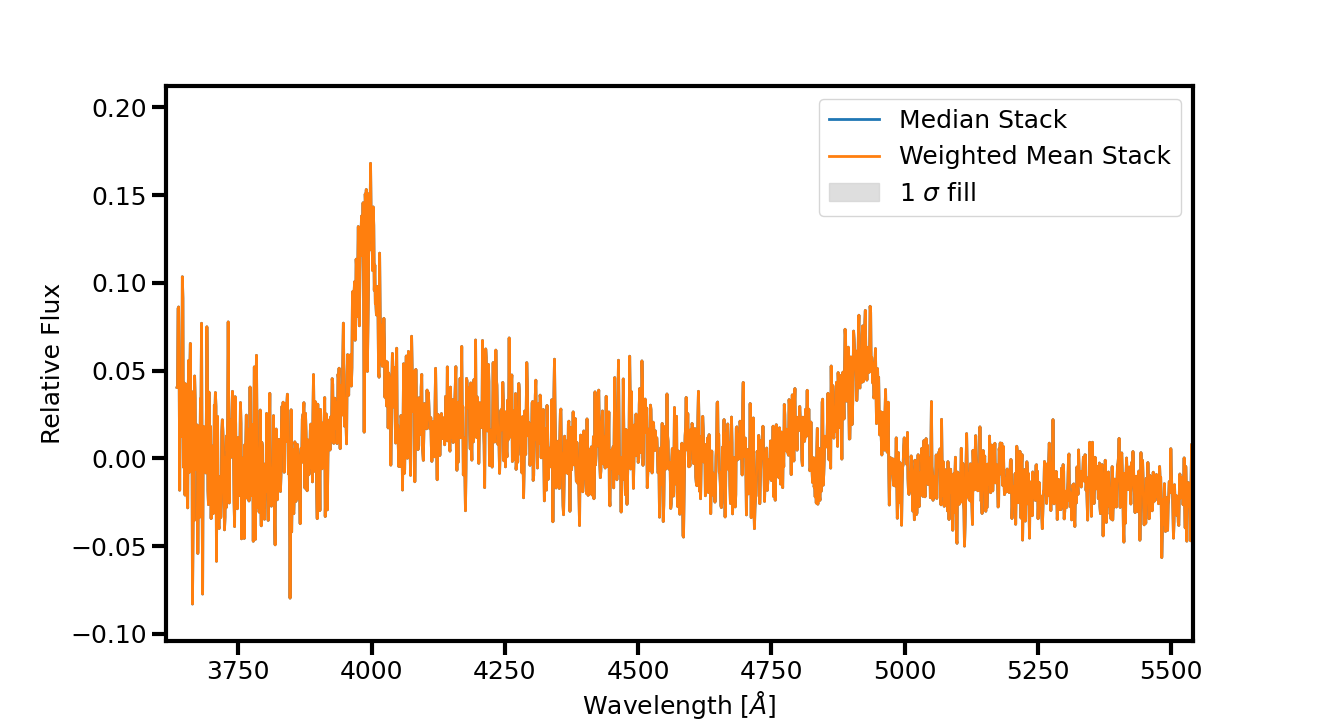 Median Stack
Weighted Mean Stack
1 σ fill
0.20
0.15
0.10
0.05
0.00
−0.05
−0.10
Relative Flux
3750 4000 4250 4500 4750 5000 5250 5500
Wavelength [Å]